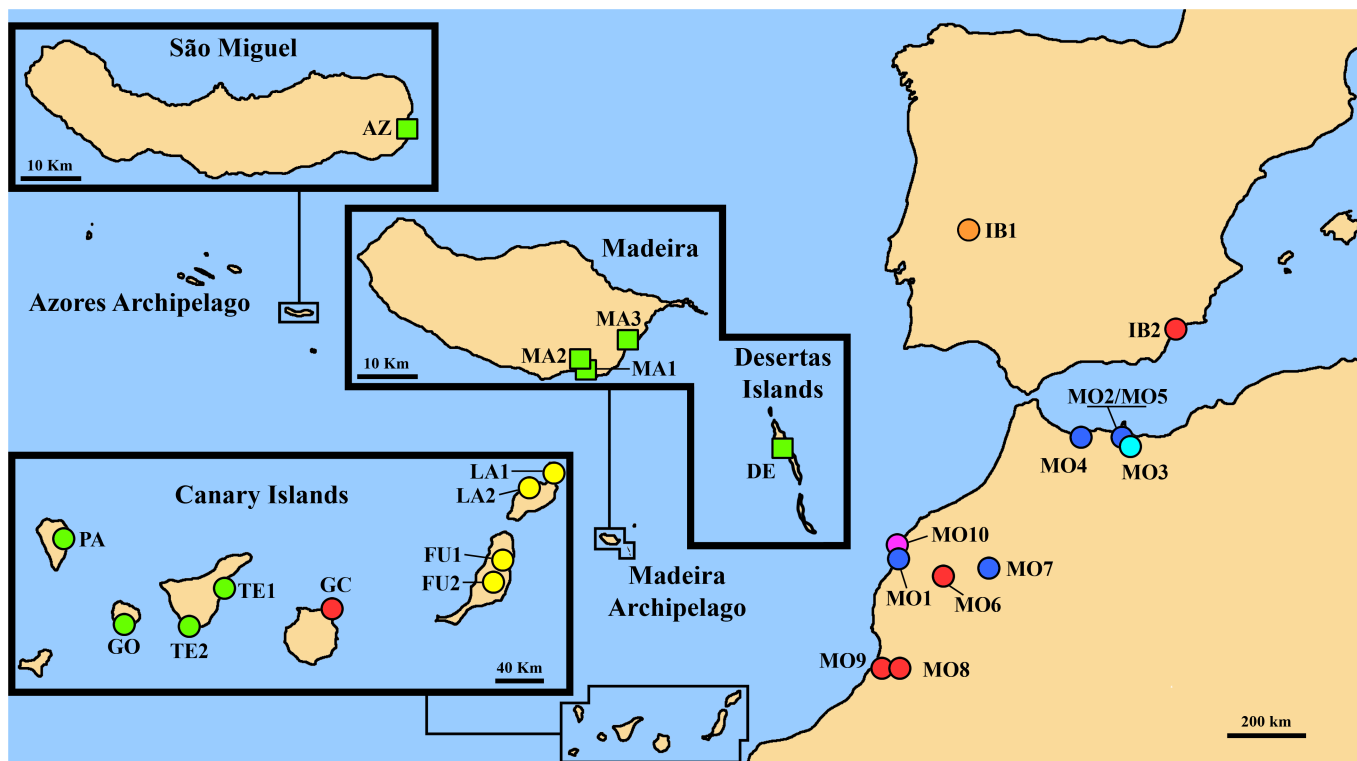 São Miguel
AZ
10 Km
Azores Archipelago
Madeira
MA3
MA2
MA1
10 Km
Desertas
Islands
DE
Madeira
Archipelago
Canary Islands
LA1
LA2
PA
FU1
FU2
TE1
GC
GO
TE2
40 Km
IB1
IB2
MO2/MO5
MO4
MO3
MO10
MO7
MO1
MO6
MO9
MO8
200 km